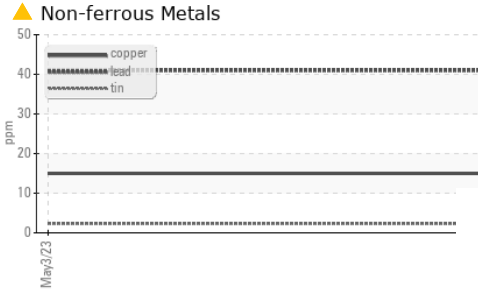 Non-ferrous Metals
50
40
30
20
10
0
ppm
copper
lead
tin
May3/23